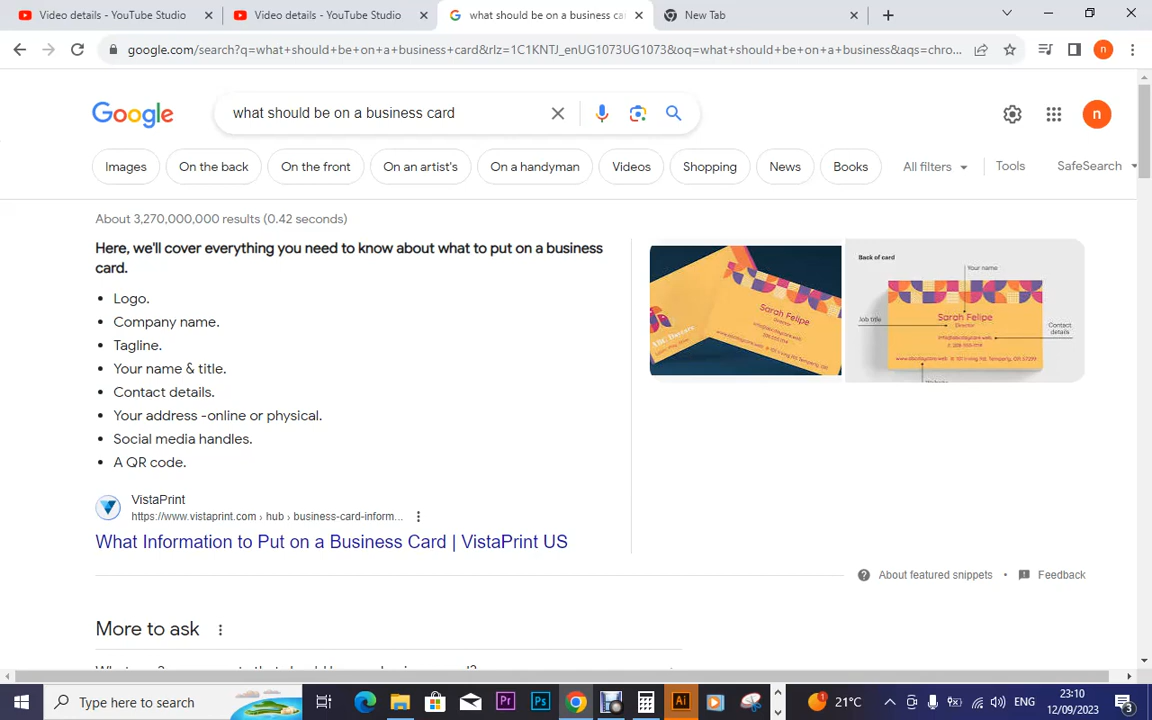 Video details - YouTube Studio
Video details - YouTube Studio
what should be on a business car
New Tab
google.com/search?q=what+should+be+on+a+business+card&rlz=1C1KNTJ_enUG1073UG1073&oq=what+should+be+on+a+business&aqs=chro...
n
Google
what should be on a business card
n
Images
On the back
On the front
On an artist's
On a handyman
Videos
Shopping
News
Books
All filters
Tools
SafeSearch
About 3,270,000,000 results (0.42 seconds)
Here, we'll cover everything you need to know about what to put on a business
card.
• Logo.
• Company name.
• Tagline.
• Your name & title.
• Contact details.
• Your address -online or physical.
• Social media handles.
• A QR code.
VistaPrint
https://www.vistaprint.com › hub › business-card-inform...
What Information to Put on a Business Card | VistaPrint US
Sarah Felipe
Director
Back of card
Your name
Job title
Sarah Felipe
Director
Contact
details
About featured snippets
•
Feedback
More to ask
Type here to search
Pr
Ps
Ai
1
21°C
ENG
23:10
12/09/2023
3